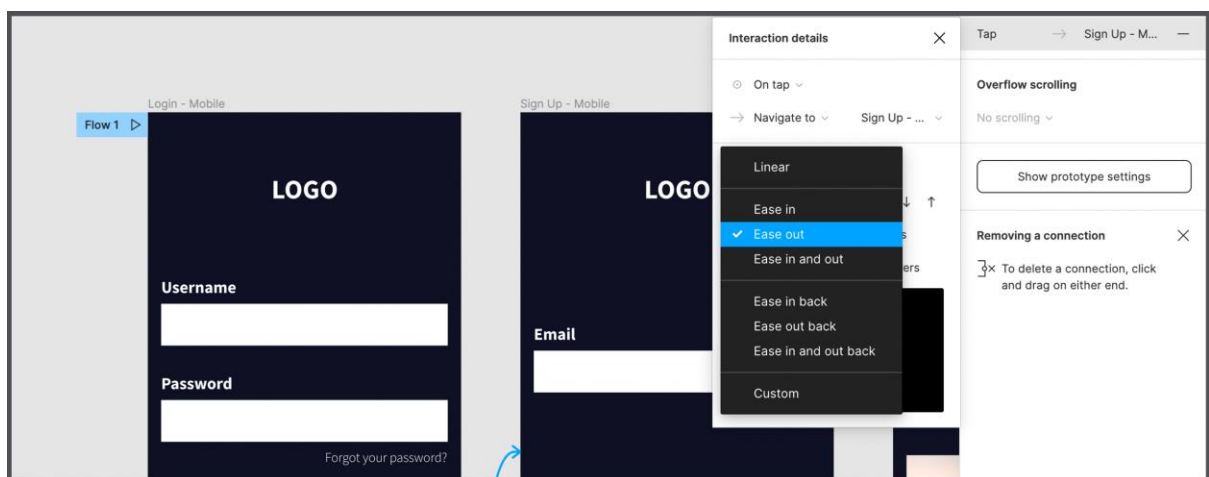 Interaction details
Tap → Sign Up - M...
On tap
Overflow scrolling
Login - Mobile
Sign Up - Mobile
Flow 1
→ Navigate to
Sign Up - ...
No scrolling
Linear
Show prototype settings
LOGO
LOGO
Ease in
↓ ↑
✓ Ease out
s
Removing a connection
Ease in and out
ers
To delete a connection, click
and drag on either end.
Username
Ease in back
Ease out back
Email
Ease in and out back
Password
Custom
Forgot your password?